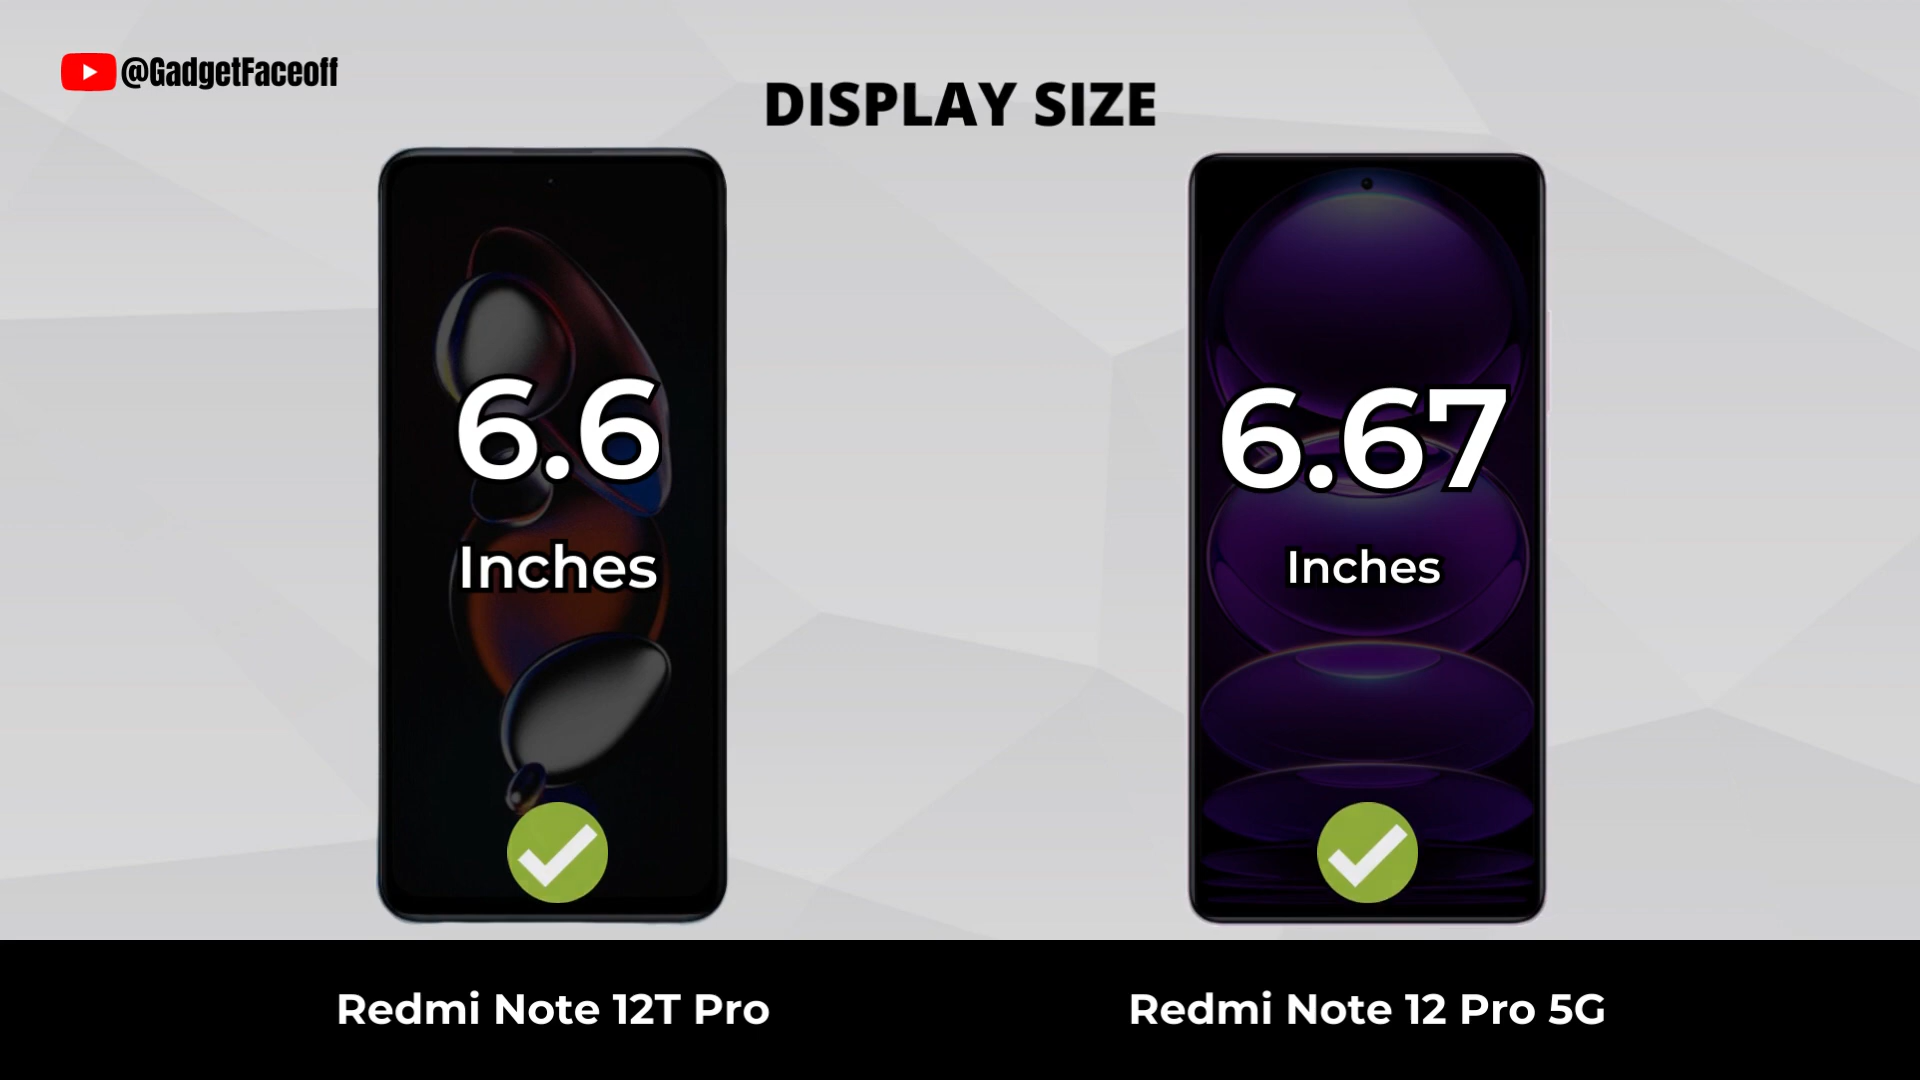 @GadgetFaceoff
DISPLAY SIZE
6.6
Inches
6.67
Inches
Redmi Note 12T Pro
Redmi Note 12 Pro 5G